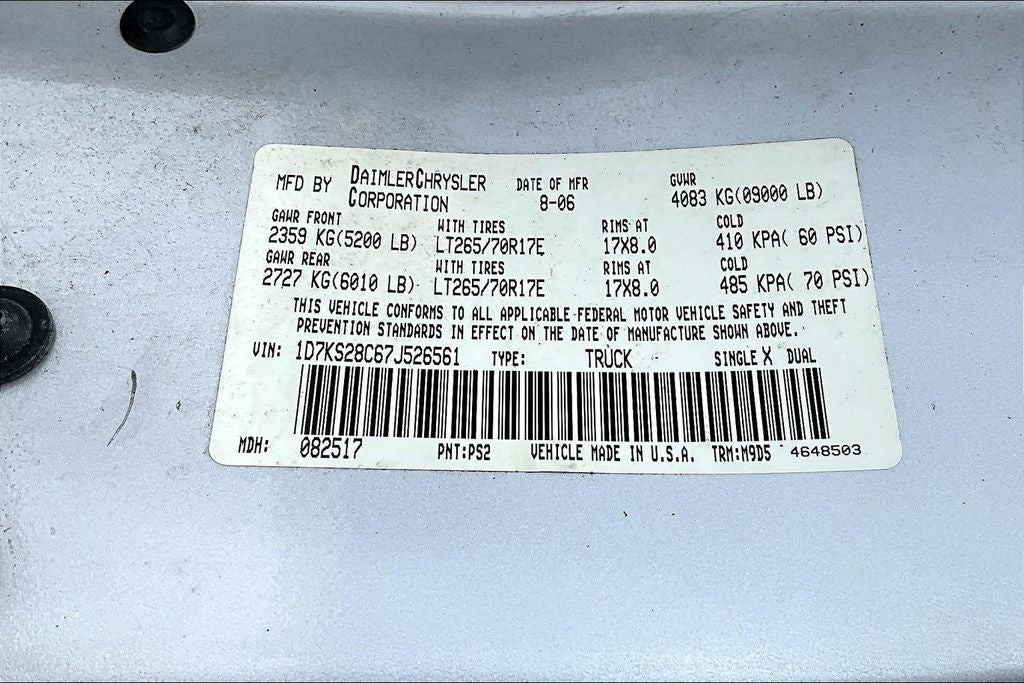 MFD BY DAIMLERCHRYSLER CORPORATION DATE OF MFR 8-06 GVWR 4083 KG(09000 LB)
GAWR FRONT WITH TIRES RIMS AT COLD
2359 KG(5200 LB) LT265/70R17E 17X8.0 410 KPA( 60 PSI)
GAWR REAR WITH TIRES RIMS AT COLD
2727 KG(6010 LB) LT265/70R17E 17X8.0 485 KPA( 70 PSI)
THIS VEHICLE CONFORMS TO ALL APPLICABLE FEDERAL MOTOR VEHICLE SAFETY AND THEFT
PREVENTION STANDARDS IN EFFECT ON THE DATE OF MANUFACTURE SHOWN ABOVE.
VIN: 1D7KS28C67J526561 TYPE: TRUCK SINGLE X DUAL
MDH: 082517 PNT:PS2 VEHICLE MADE IN U.S.A. TRM:M9D5 4648503